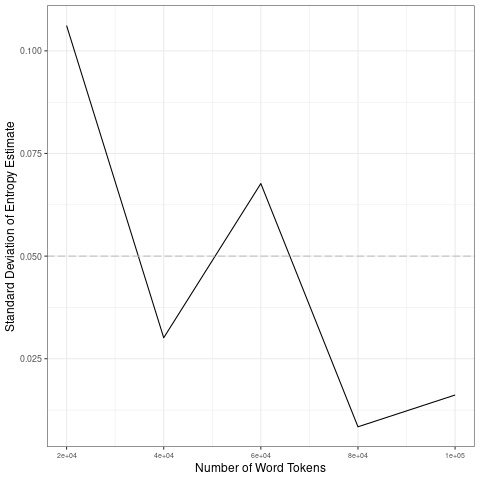 Standard Deviation of Entropy Estimate
0.100
0.075
0.050
0.025
2e+04 4e+04 6e+04 8e+04 1e+05
Number of Word Tokens